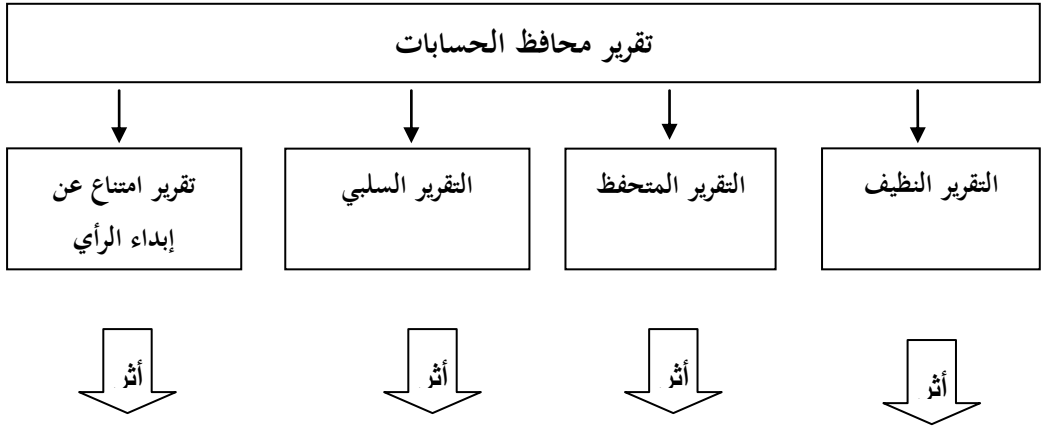 تقرير محافظ الحسابات
التقرير النظيف
التقرير المتحفظ
التقرير السلبي
تقرير امتناع عن
إبداء الرأي
أثر
أثر
أثر
أثر